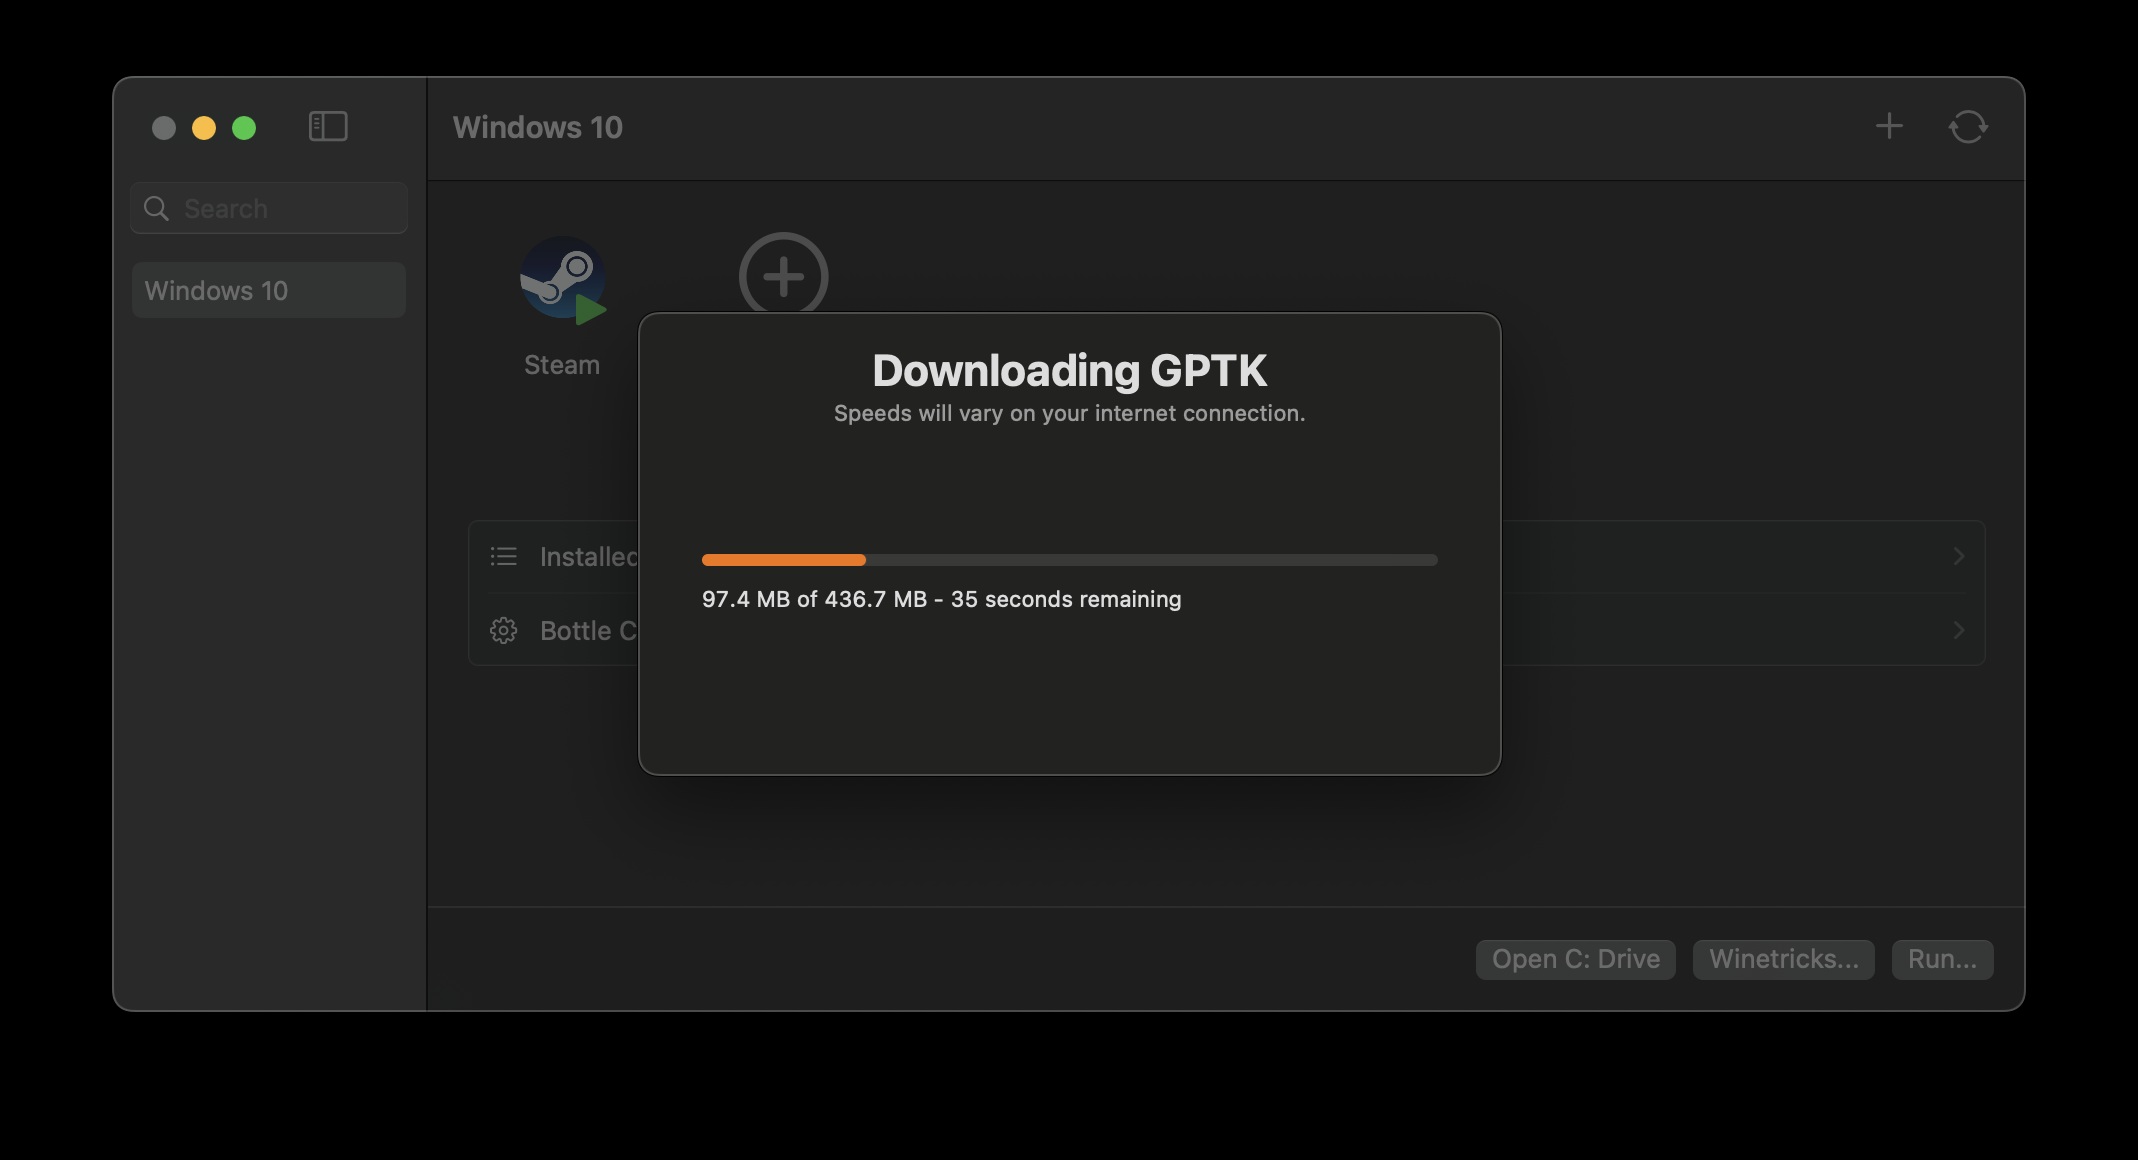 Windows 10
Search
Windows 10
Steam
Downloading GPTK
Speeds will vary on your internet connection.
Installed
97.4 MB of 436.7 MB - 35 seconds remaining
Bottle C
Open C: Drive
Winetricks...
Run...